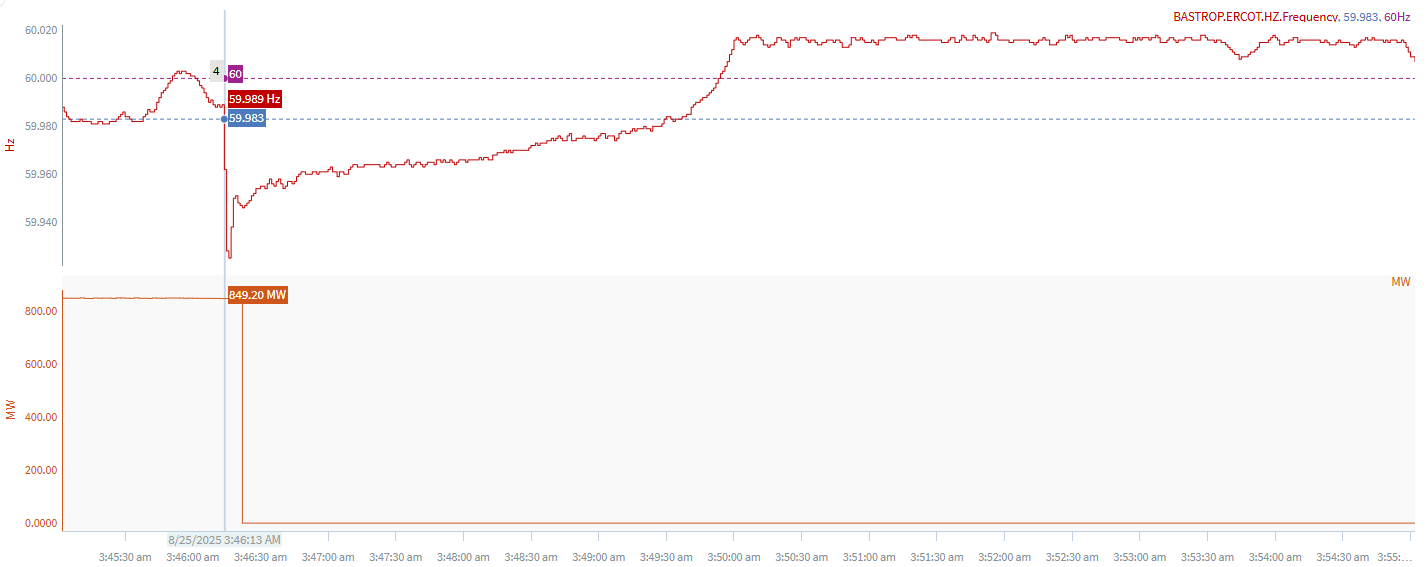 BASTROP.ERCOT.HZ.Frequency, 59.983, 60Hz
60.020
60.000
59.980
59.960
59.940
Hz
4
60
59.989 Hz
59.983
MW
849.20 MW
800.00
600.00
400.00
200.00
0.0000
MW
8/25/2025 3:46:13 AM
3:45:30 am 3:46:00 am 3:46:30 am 3:47:00 am 3:47:30 am 3:48:00 am 3:48:30 am 3:49:00 am 3:49:30 am 3:50:00 am 3:50:30 am 3:51:00 am 3:51:30 am 3:52:00 am 3:52:30 am 3:53:00 am 3:53:30 am 3:54:00 am 3:54:30 am 3:55:...